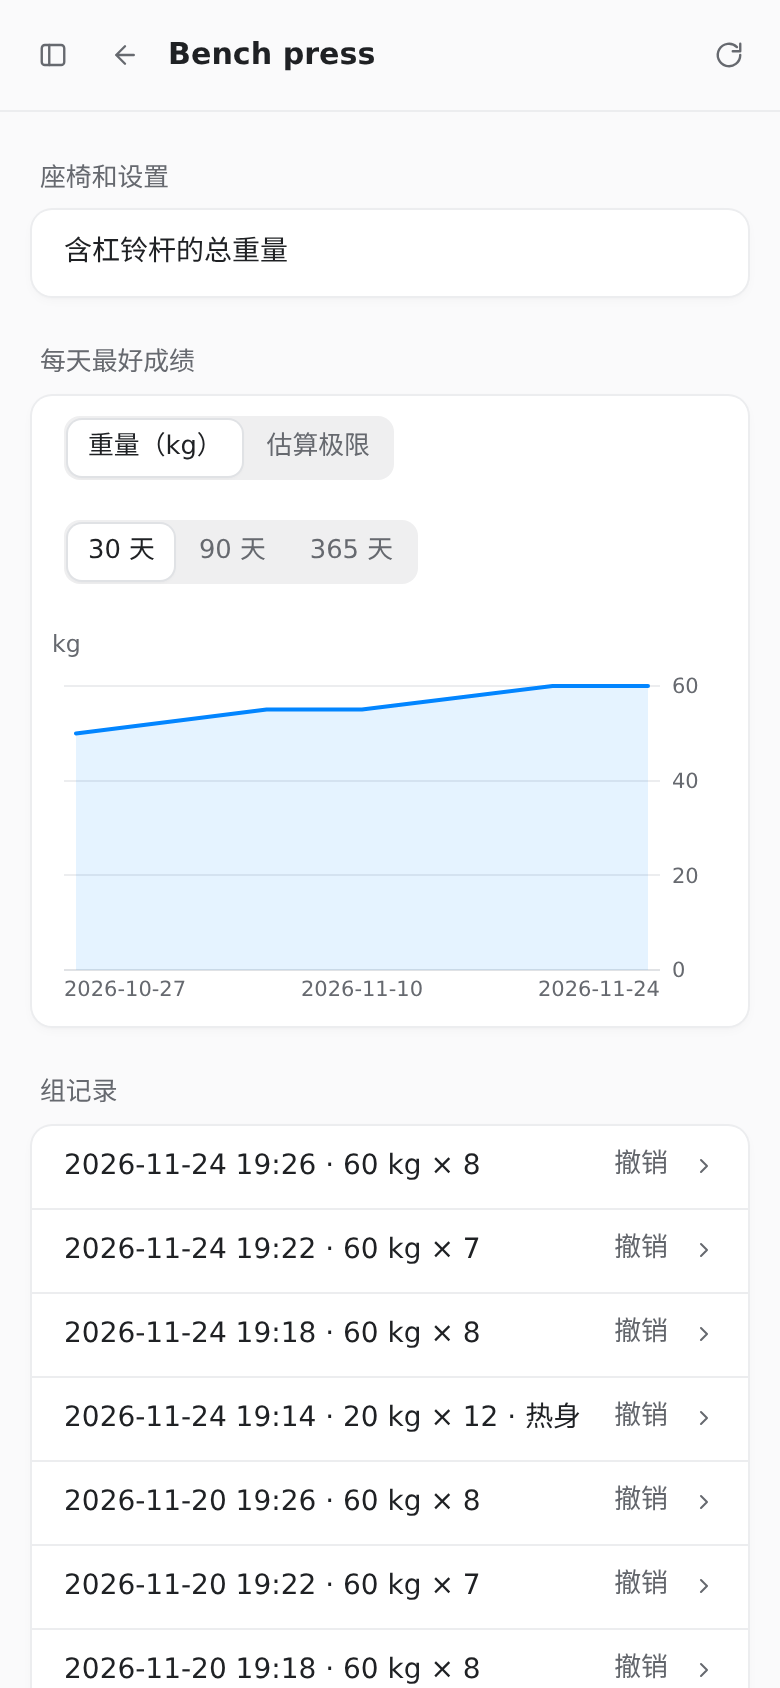 Bench press
座椅和设置
含杠铃杆的总重量
每天最好成绩
重量（kg） 估算极限
30 天 90 天 365 天
kg
60
40
20
0
2026-10-27 2026-11-10 2026-11-24
组记录
2026-11-24 19:26 · 60 kg × 8 撤销
2026-11-24 19:22 · 60 kg × 7 撤销
2026-11-24 19:18 · 60 kg × 8 撤销
2026-11-24 19:14 · 20 kg × 12 · 热身 撤销
2026-11-20 19:26 · 60 kg × 8 撤销
2026-11-20 19:22 · 60 kg × 7 撤销
2026-11-20 19:18 · 60 kg × 8 撤销